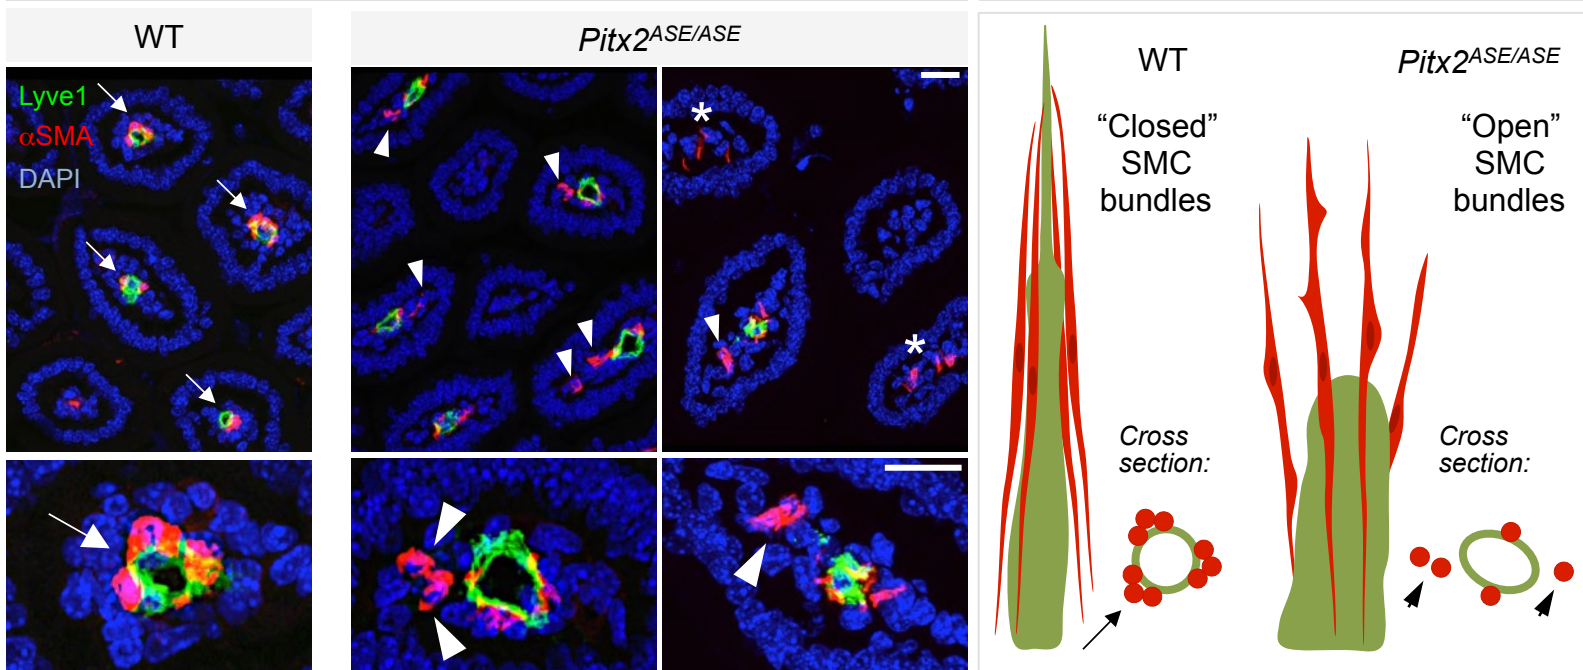 WT
Pitx2ASE/ASE
Lyve1
αSMA
DAPI
*
*
WT
“Closed”
SMC
bundles
Cross
section:
Pitx2ASE/ASE
“Open”
SMC
bundles
Cross
section: